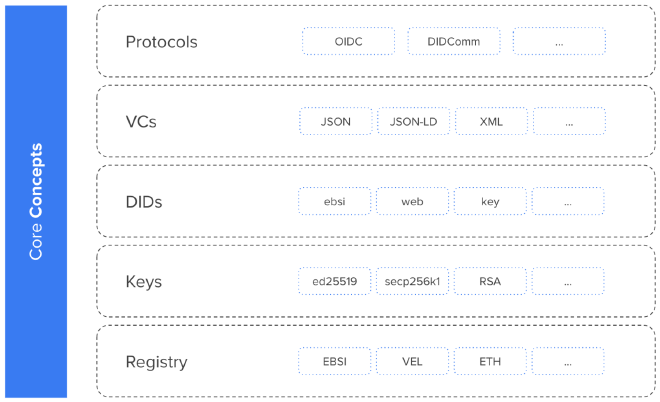 Core Concepts
Protocols OIDC DIDComm ...
VCs JSON JSON-LD XML ...
DIDs ebsi web key ...
Keys ed25519 secp256k1 RSA ...
Registry EBSI VEL ETH ...